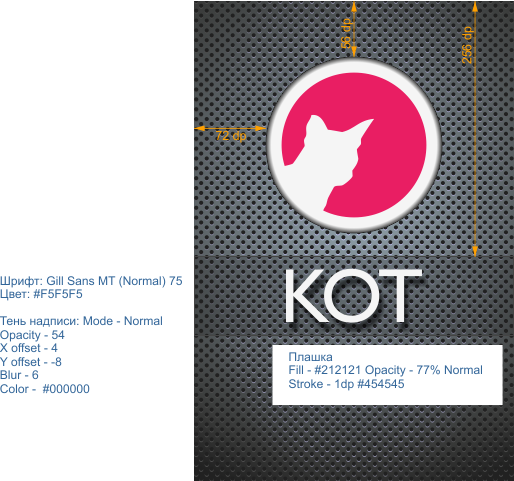 56 dp
256 dp
72 dp
Шрифт: Gill Sans MT (Normal) 75
Цвет: #F5F5F5
Тень надписи: Mode - Normal
Opacity - 54
X offset - 4
Y offset - -8
Blur - 6
Color - #000000
КОТ
Плашка
Fill - #212121 Opacity - 77% Normal
Stroke - 1dp #454545